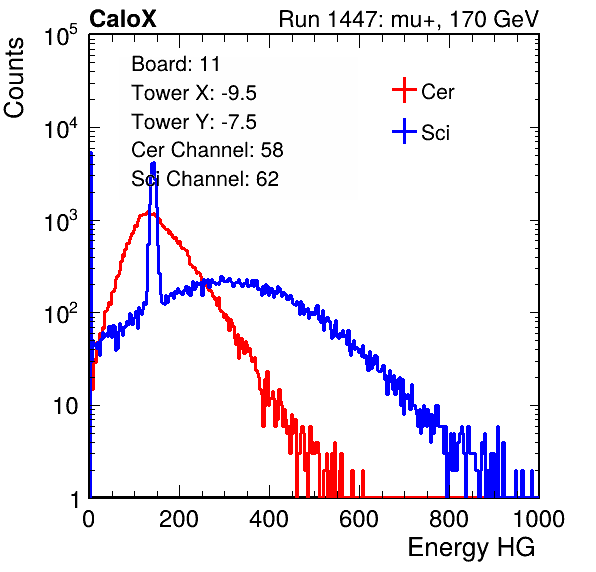 CaloX Run 1447: mu+, 170 GeV
Counts
Board: 11
Tower X: -9.5
Tower Y: -7.5
Cer Channel: 58
Sci Channel: 62
Cer
Sci
10^5
10^4
10^3
10^2
10
1
0 200 400 600 800 1000
Energy HG